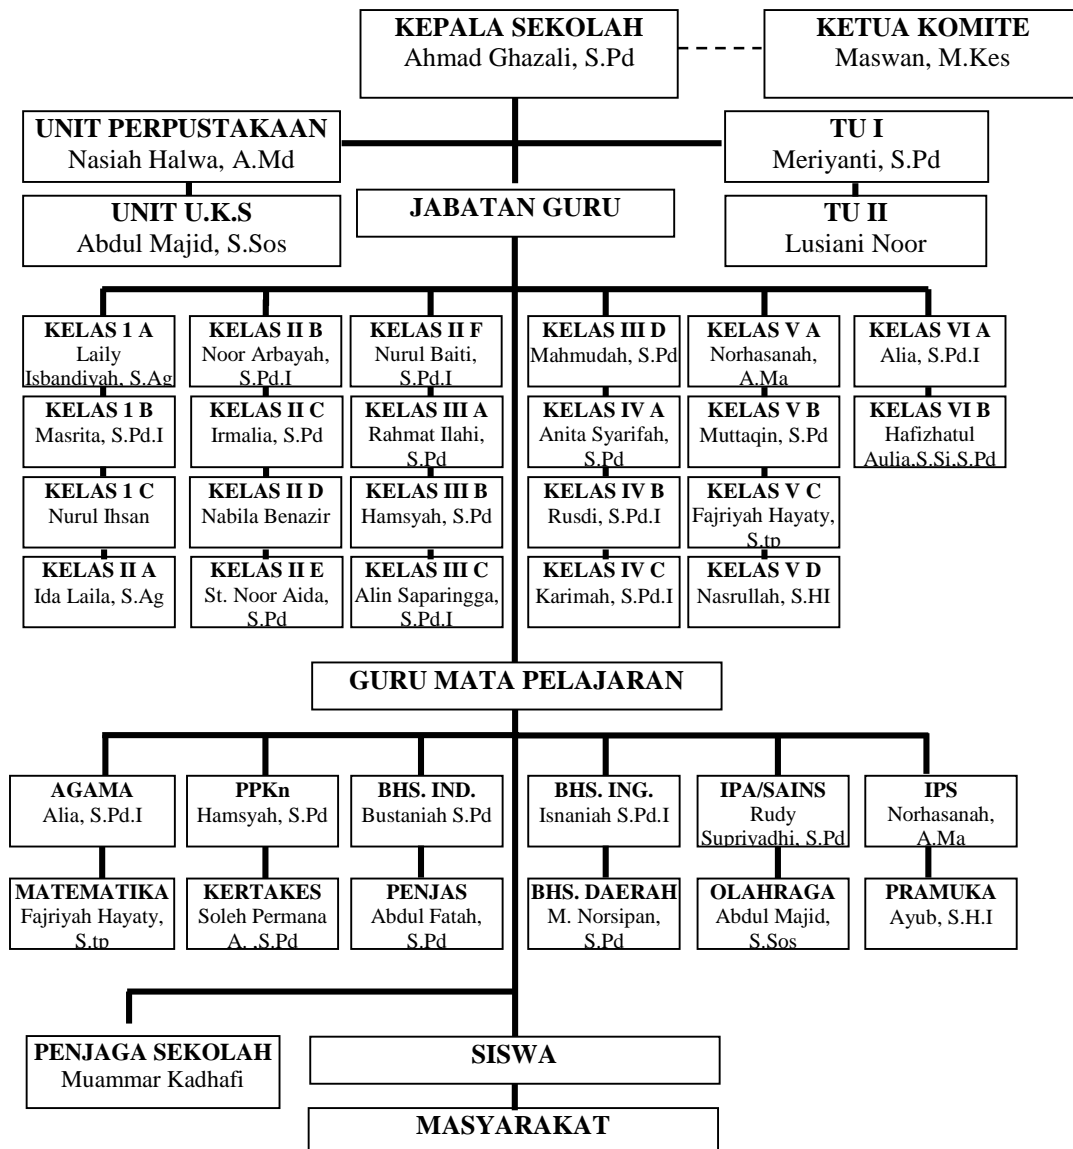 KEPALA SEKOLAH
Ahmad Ghazali, S.Pd
KETUA KOMITE
Maswan, M.Kes
UNIT PERPUSTAKAAN
Nasiah Halwa, A.Md
TU I
Meriyanti, S.Pd
UNIT U.K.S
Abdul Majid, S.Sos
JABATAN GURU
TU II
Lusiani Noor
KELAS 1 A
Laily
Isbandiyah, S.Ag
KELAS II B
Noor Arbayah,
S.Pd.I
KELAS II F
Nurul Baiti,
S.Pd.I
KELAS III D
Mahmudah, S.Pd
KELAS V A
Norhasanah,
A.Ma
KELAS VI A
Alia, S.Pd.I
KELAS 1 B
Masrita, S.Pd.I
KELAS II C
Irmalia, S.Pd
KELAS III A
Rahmat Ilahi,
S.Pd
KELAS IV A
Anita Syarifah,
S.Pd
KELAS V B
Muttaqin, S.Pd
KELAS VI B
Hafizhatul
Aulia,S.Si,S.Pd
KELAS 1 C
Nurul Ihsan
KELAS II D
Nabila Benazir
KELAS III B
Hamsyah, S.Pd
KELAS IV B
Rusdi, S.Pd.I
KELAS V C
Fajriyah Hayaty,
S.tp
KELAS II A
Ida Laila, S.Ag
KELAS II E
St. Noor Aida,
S.Pd
KELAS III C
Alin Saparingga,
S.Pd.I
KELAS IV C
Karimah, S.Pd.I
KELAS V D
Nasrullah, S.HI
GURU MATA PELAJARAN
AGAMA
Alia, S.Pd.I
PPKn
Hamsyah, S.Pd
BHS. IND.
Bustaniah S.Pd
BHS. ING.
Isnaniah S.Pd.I
IPA/SAINS
Rudy
Supriyadhi, S.Pd
IPS
Norhasanah,
A.Ma
MATEMATIKA
Fajriyah Hayaty,
S.tp
KERTAKES
Soleh Permana
A. .,S.Pd
PENJAS
Abdul Fatah,
S.Pd
BHS. DAERAH
M. Norsipan,
S.Pd
OLAHRAGA
Abdul Majid,
S.Sos
PRAMUKA
Ayub, S.H.I
PENJAGA SEKOLAH
Muammar Kadhafi
SISWA
MASYARAKAT